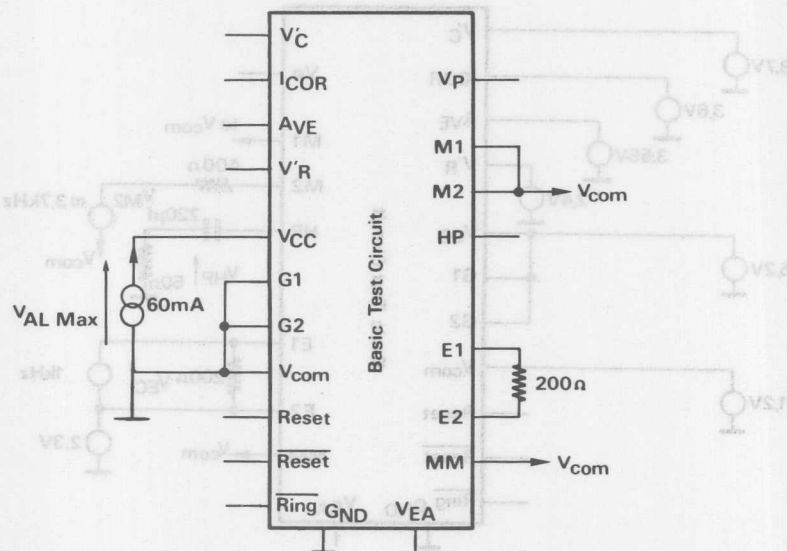 V'C
ICOR
AVE
V'R
VCC
G1
G2
Vcom
Reset
Reset
Ring
GND
VEA
VP
M1
M2
HP
E1
E2
MM
Vcom
200Ω
Vcom
VAL Max
60mA
Basic Test Circuit